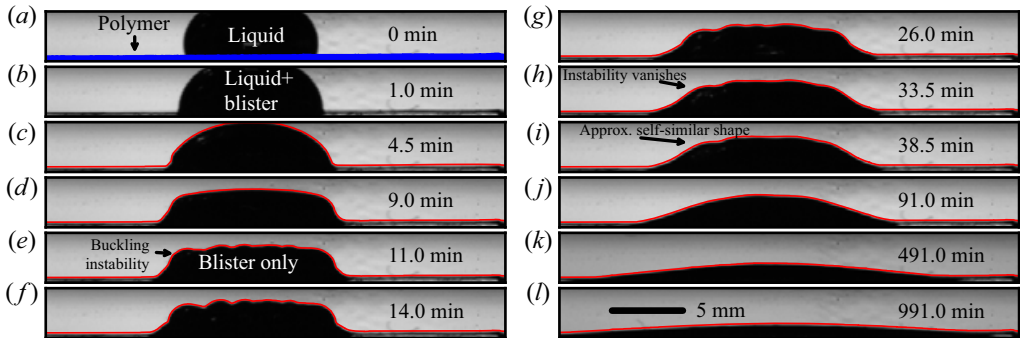 (a)
Polymer
Liquid
0 min
(b)
Liquid+
blister
1.0 min
(c)
4.5 min
(d)
9.0 min
(e)
Buckling
instability
Blister only
11.0 min
(f)
14.0 min
(g)
26.0 min
(h)
Instability vanishes
33.5 min
(i)
Approx. self-similar shape
38.5 min
(j)
91.0 min
(k)
491.0 min
(l)
5 mm
991.0 min